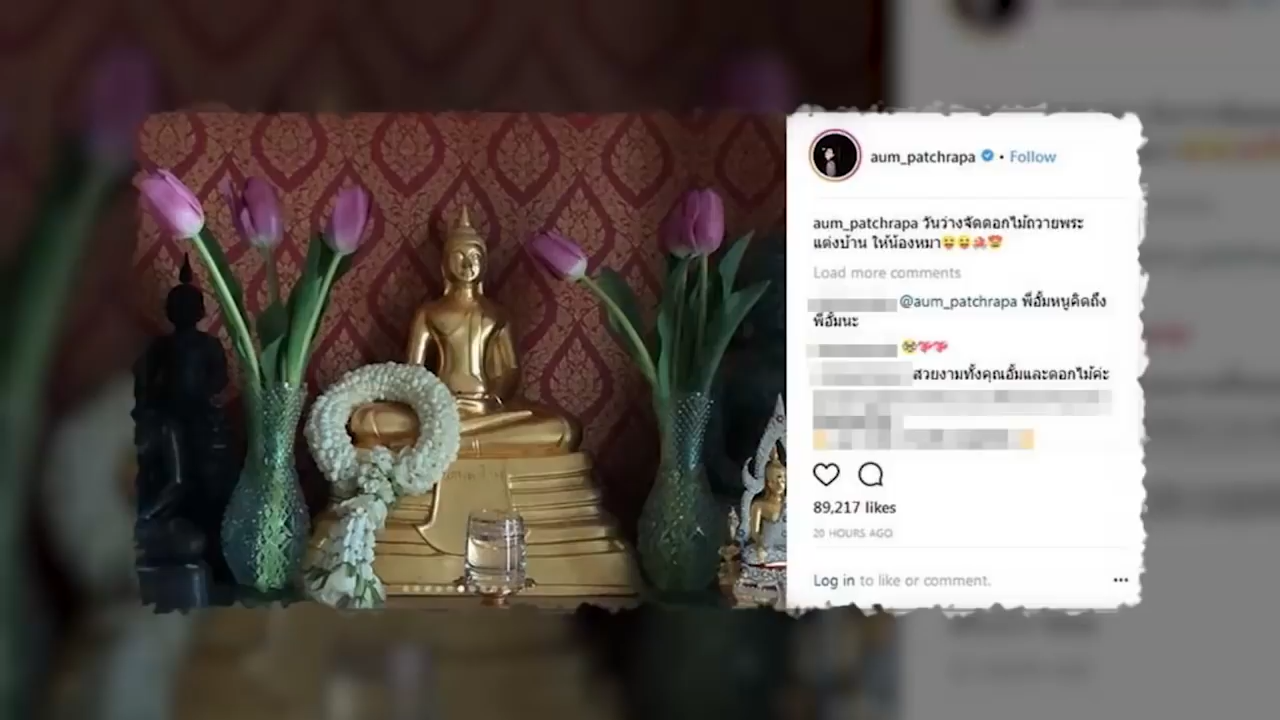 aum_patchrapa • Follow
aum_patchrapa วันว่างจัดดอกไม้ถวายพระ
แต่งบ้าน ให้น้องหมา
Load more comments
@aum_patchrapa พี่อั้มหนูคิดถึง
พี่อั้มนะ
สวยงามทั้งคุณอั้มและดอกไม้ค่ะ
89,217 likes
20 HOURS AGO
Log in to like or comment.